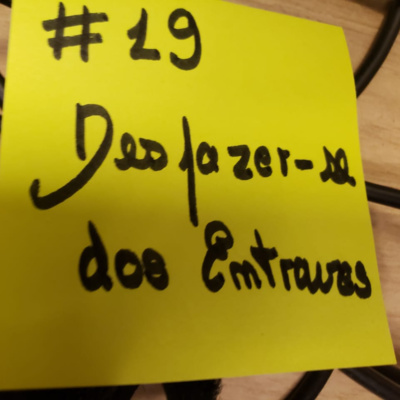 #19
Desfazer-se
dos Entraves